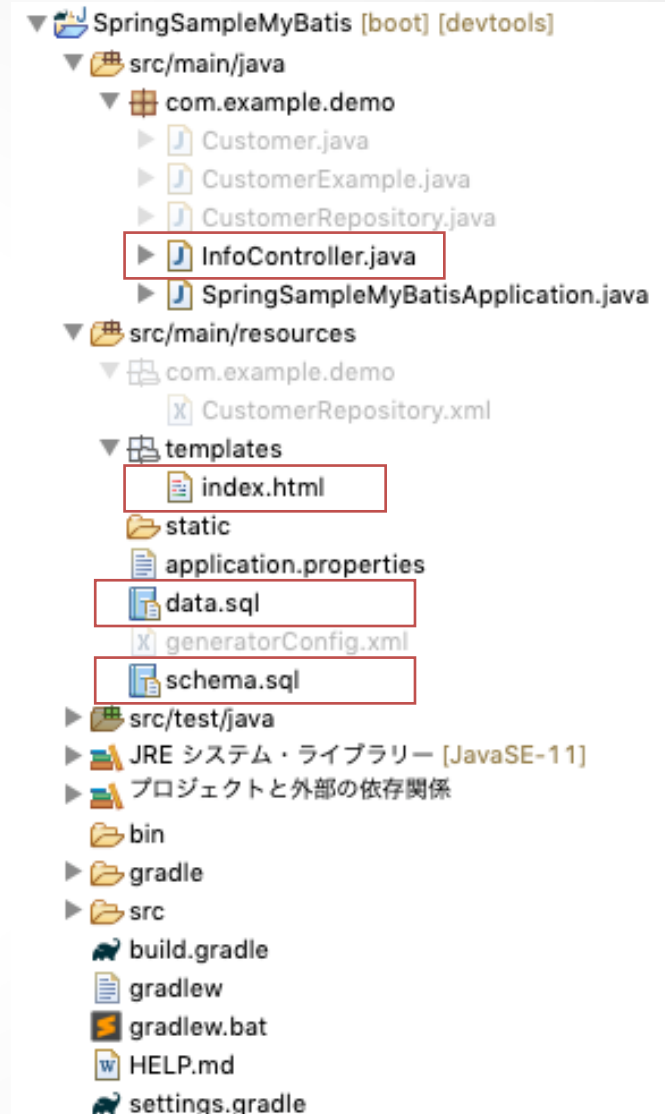 SpringSampleMyBatis [boot] [devtools]
src/main/java
com.example.demo
Customer.java
CustomerExample.java
CustomerRepository.java
InfoController.java
SpringSampleMyBatisApplication.java
src/main/resources
com.example.demo
CustomerRepository.xml
templates
index.html
static
application.properties
data.sql
generatorConfig.xml
schema.sql
src/test/java
JRE システム・ライブラリー [JavaSE-11]
プロジェクトと外部の依存関係
bin
gradle
src
build.gradle
gradlew
gradlew.bat
HELP.md
settings.gradle